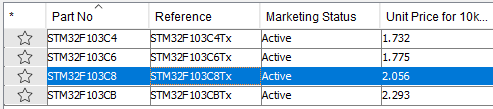 * Part No Reference Marketing Status Unit Price for 10k...
STM32F103C4 STM32F103C4Tx Active 1.732
STM32F103C6 STM32F103C6Tx Active 1.775
STM32F103C8 STM32F103C8Tx Active 2.056
STM32F103CB STM32F103CBTx Active 2.293